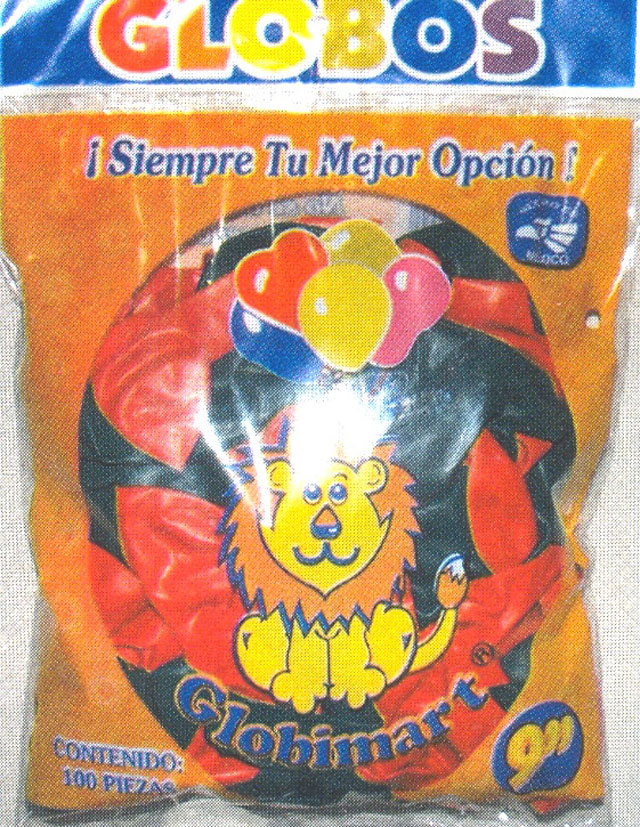 GLOBOS
¡ Siempre Tu Mejor Opción !
Globimart®
CONTENIDO:
100 PIEZAS
9"